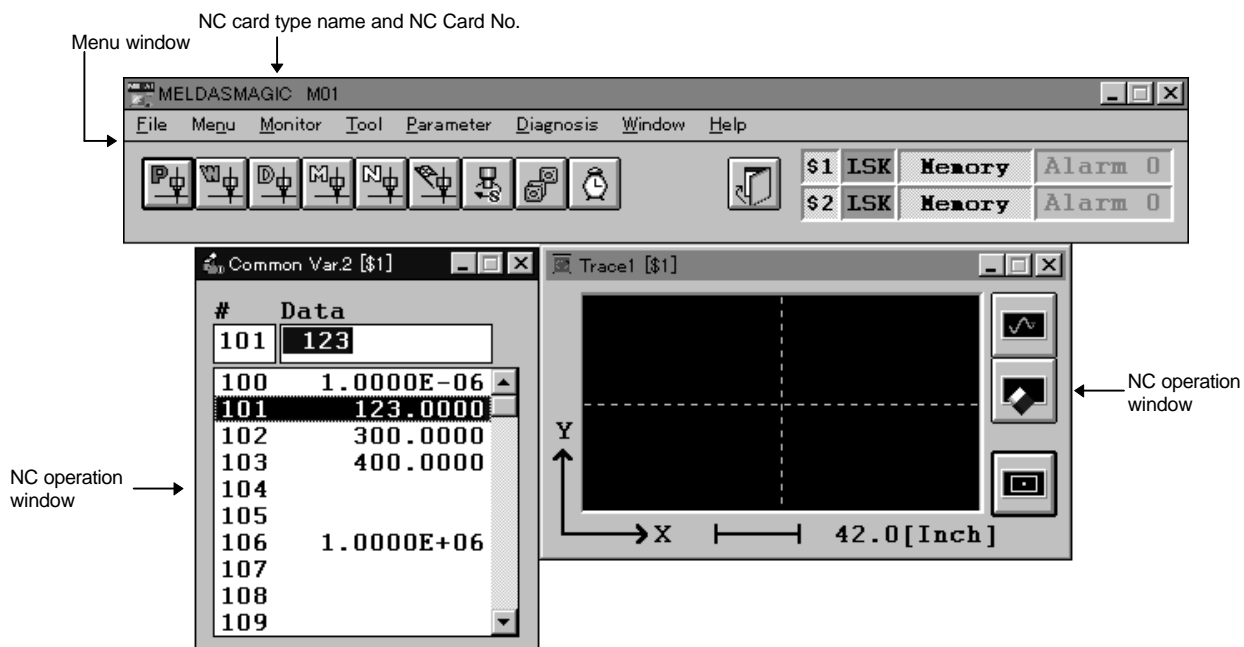 NC card type name and NC Card No.
Menu window
MELDASMAGIC M01
File Menu Monitor Tool Parameter Diagnosis Window Help
P W D M N P S
$1 LSK Memory Alarm 0
$2 LSK Memory Alarm 0
Common Var.2 [$1]
# Data
101 123
100 1.0000E-06
101 123.0000
102 300.0000
103 400.0000
104
105
106 1.0000E+06
107
108
109
Trace1 [$1]
Y
X 42.0[Inch]
NC operation
window
NC operation
window